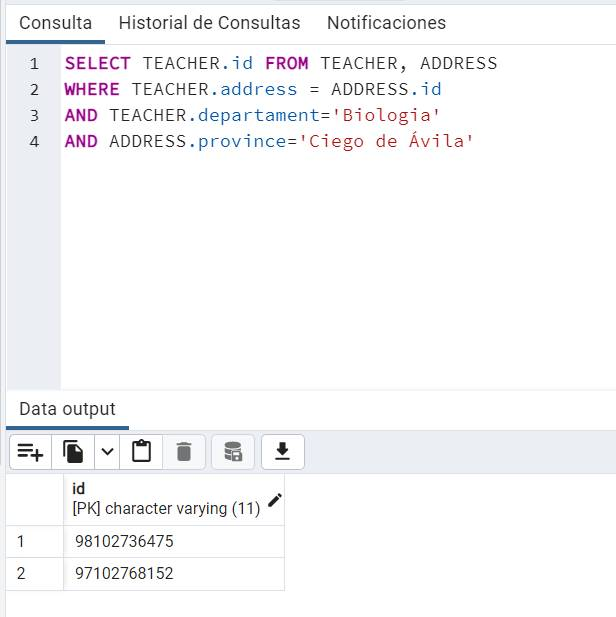 Consulta Historial de Consultas Notificaciones
1 SELECT TEACHER.id FROM TEACHER, ADDRESS
2 WHERE TEACHER.address = ADDRESS.id
3 AND TEACHER.departament='Biologia'
4 AND ADDRESS.province='Ciego de Ávila'
Data output
id
[PK] character varying (11)
1 98102736475
2 97102768152